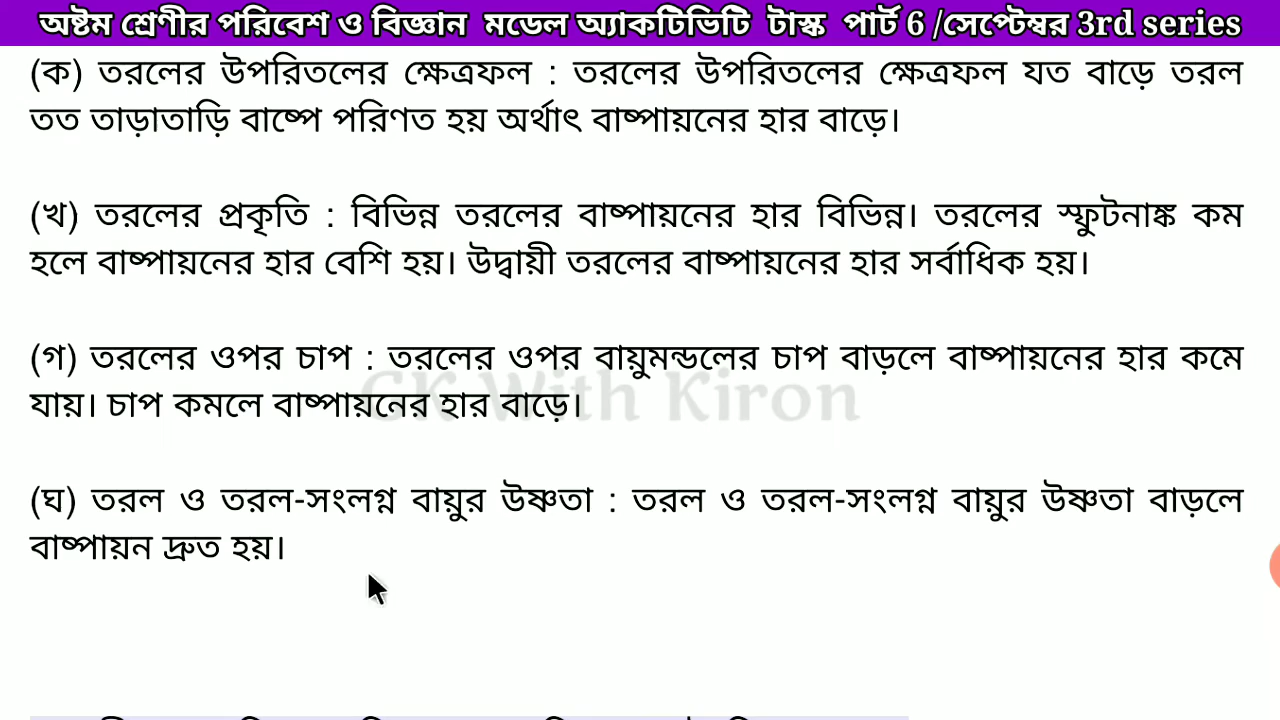 অষ্টম শ্রেণীর পরিবেশ ও বিজ্ঞান মডেল অ্যাকটিভিটি টাস্ক পার্ট 6 /সেপ্টেম্বর 3rd series
(ক) তরলের উপরিতলের ক্ষেত্রফল : তরলের উপরিতলের ক্ষেত্রফল যত বাড়ে তরল
তত তাড়াতাড়ি বাষ্পে পরিণত হয় অর্থাৎ বাষ্পায়নের হার বাড়ে।
(খ) তরলের প্রকৃতি : বিভিন্ন তরলের বাষ্পায়নের হার বিভিন্ন। তরলের স্ফুটনাঙ্ক কম
হলে বাষ্পায়নের হার বেশি হয়। উদ্বায়ী তরলের বাষ্পায়নের হার সর্বাধিক হয়।
(গ) তরলের ওপর চাপ : তরলের ওপর বায়ুমন্ডলের চাপ বাড়লে বাষ্পায়নের হার কমে
যায়। চাপ কমলে বাষ্পায়নের হার বাড়ে।
GK With Kiron
(ঘ) তরল ও তরল-সংলগ্ন বায়ুর উষ্ণতা : তরল ও তরল-সংলগ্ন বায়ুর উষ্ণতা বাড়লে
বাষ্পায়ন দ্রুত হয়।